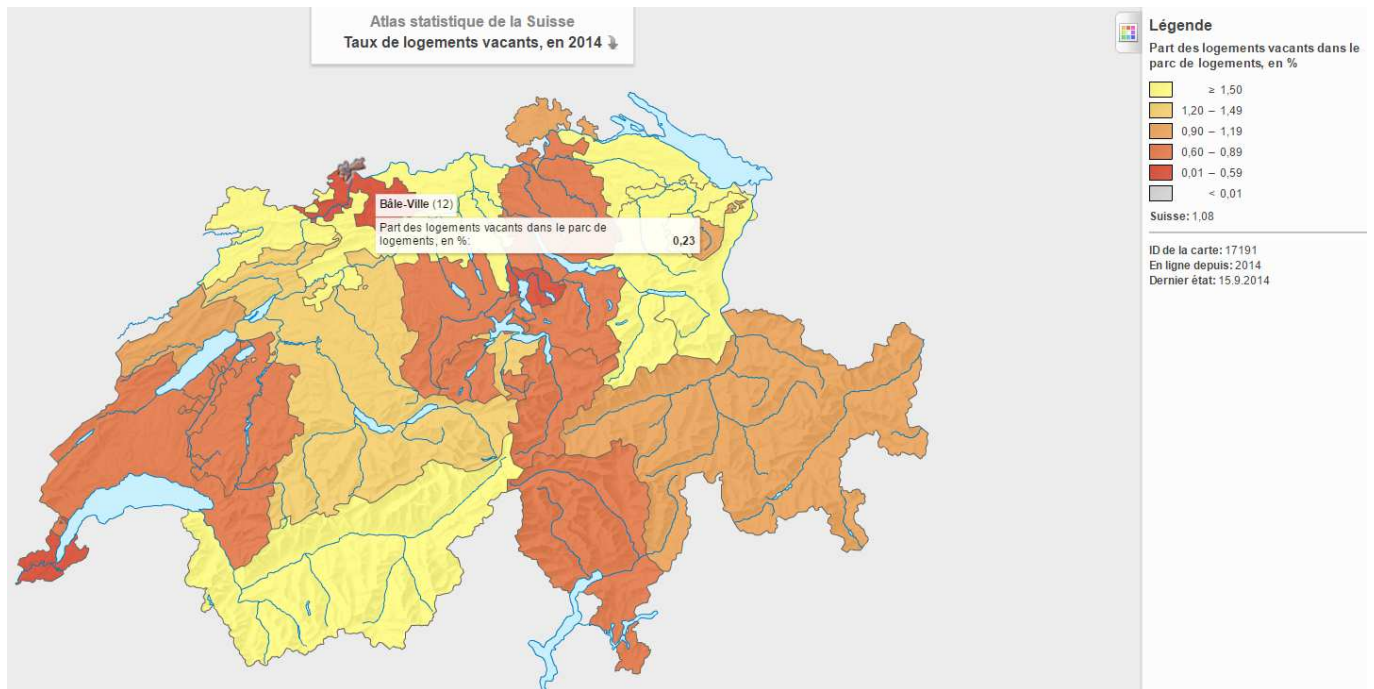 Atlas statistique de la Suisse
Taux de logements vacants, en 2014
Légende
Part des logements vacants dans le
parc de logements, en %
≥ 1,50
1,20 – 1,49
0,90 – 1,19
0,60 – 0,89
0,01 – 0,59
< 0,01
Suisse: 1,08
ID de la carte: 17191
En ligne depuis: 2014
Dernier état: 15.9.2014
Bâle-Ville (12)
Part des logements vacants dans le parc de
logements, en %: 0,23